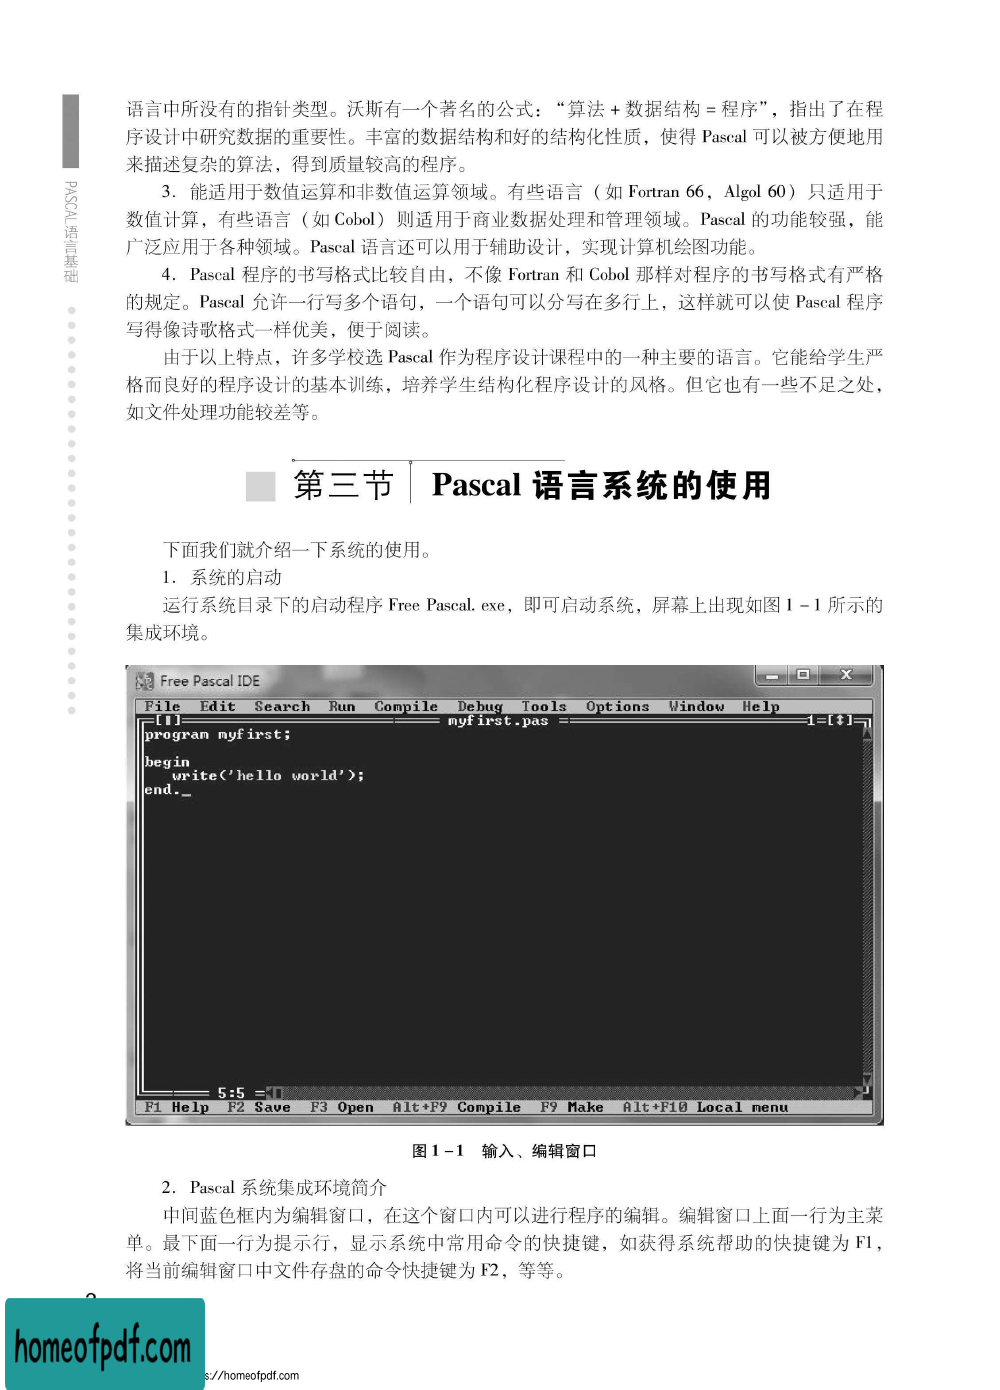 PASCAL语言基础
语言中所没有的指针类型。沃斯有一个著名的公式：“算法 + 数据结构 = 程序”，指出了在程
序设计中研究数据的重要性。丰富的数据结构和好的结构化性质，使得 Pascal 可以被方便地用
来描述复杂的算法，得到质量较高的程序。
3．能适用于数值运算和非数值运算领域。有些语言（如 Fortran 66，Algol 60）只适用于
数值计算，有些语言（如 Cobol）则适用于商业数据处理和管理领域。Pascal 的功能较强，能
广泛应用于各种领域。Pascal 语言还可以用于辅助设计，实现计算机绘图功能。
4．Pascal 程序的书写格式比较自由，不像 Fortran 和 Cobol 那样对程序的书写格式有严格
的规定。Pascal 允许一行写多个语句，一个语句可以分写在多行上，这样就可以使 Pascal 程序
写得像诗歌格式一样优美，便于阅读。
由于以上特点，许多学校选 Pascal 作为程序设计课程中的一种主要的语言。它能给学生严
格而良好的程序设计的基本训练，培养学生结构化程序设计的风格。但它也有一些不足之处，
如文件处理功能较差等。
第三节 Pascal 语言系统的使用
下面我们就介绍一下系统的使用。
1．系统的启动
运行系统目录下的启动程序 Free Pascal. exe，即可启动系统，屏幕上出现如图 1 – 1 所示的
集成环境。
Free Pascal IDE
File Edit Search Run Compile Debug Tools Options Window Help
myfirst.pas 1=[↕]
program myfirst;
begin
write('hello world');
end._
5:5
F1 Help F2 Save F3 Open Alt+F9 Compile F9 Make Alt+F10 Local menu
图 1 – 1 输入、编辑窗口
2．Pascal 系统集成环境简介
中间蓝色框内为编辑窗口，在这个窗口内可以进行程序的编辑。编辑窗口上面一行为主菜
单。最下面一行为提示行，显示系统中常用命令的快捷键，如获得系统帮助的快捷键为 F1，
将当前编辑窗口中文件存盘的命令快捷键为 F2，等等。
homeofpdf.com
s://homeofpdf.com